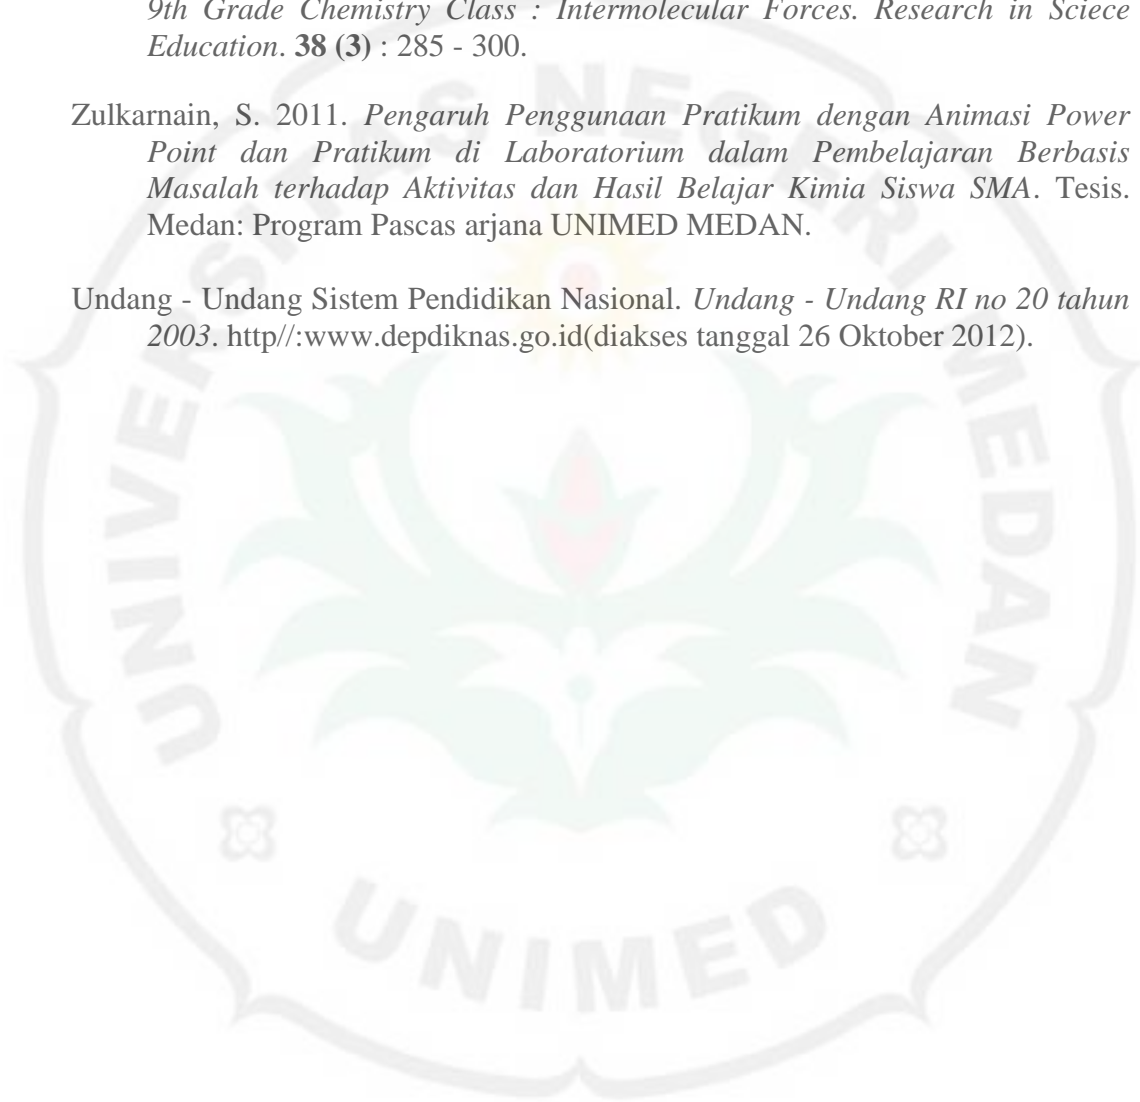 9th Grade Chemistry Class : Intermolecular Forces. Research in Sciece
Education. 38 (3) : 285 - 300.
Zulkarnain, S. 2011. Pengaruh Penggunaan Pratikum dengan Animasi Power
Point dan Pratikum di Laboratorium dalam Pembelajaran Berbasis
Masalah terhadap Aktivitas dan Hasil Belajar Kimia Siswa SMA. Tesis.
Medan: Program Pascas arjana UNIMED MEDAN.
Undang - Undang Sistem Pendidikan Nasional. Undang - Undang RI no 20 tahun
2003. http//:www.depdiknas.go.id(diakses tanggal 26 Oktober 2012).
UNIVERSITAS NEGERI MEDAN
UNIMED